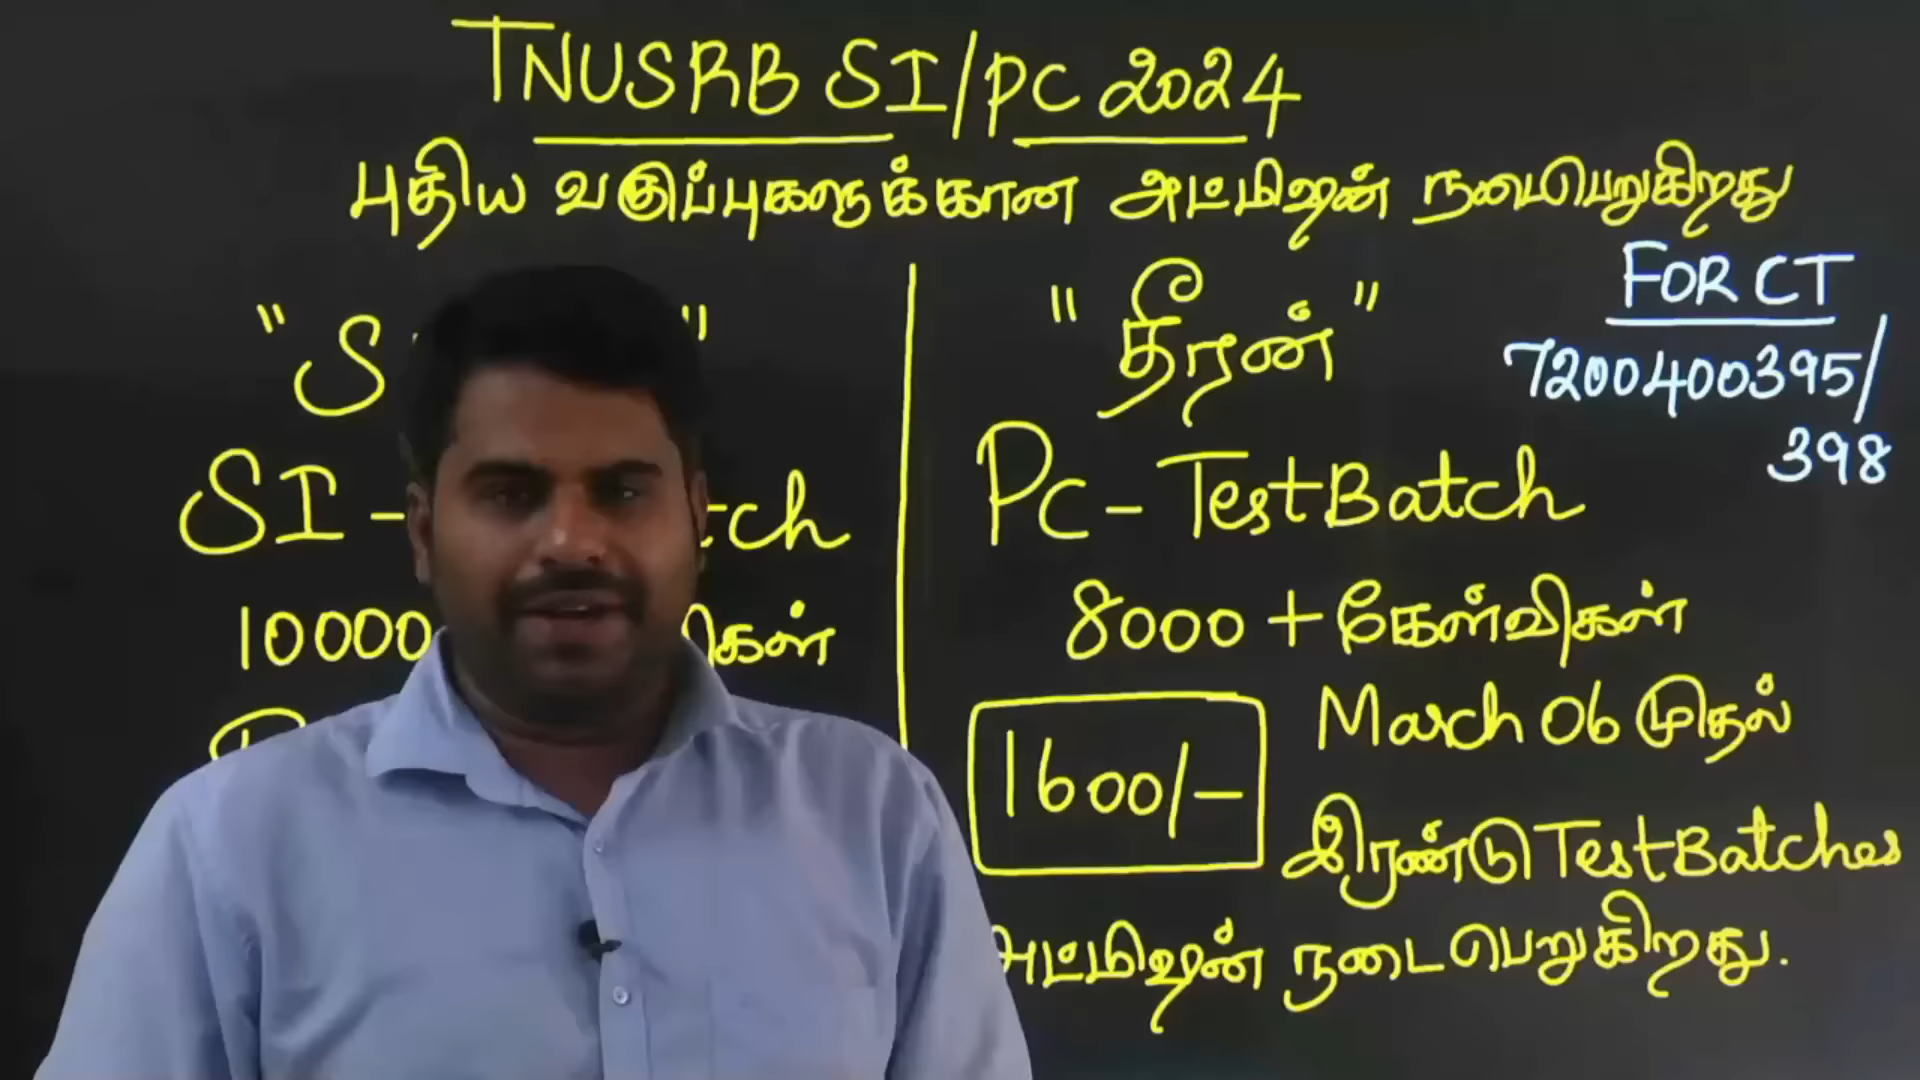 TNUSRB SI/PC 2024
புதிய வகுப்புகளுக்கான அட்மிஷன் நடைபெறுகிறது
"தீரன்"
FOR CT
7200400395/
398
SI -
PC - Test Batch
10000
8000 + கேள்விகள்
March 06 முதல்
1600/-
இரண்டு Test Batches
அட்மிஷன் நடைபெறுகிறது.